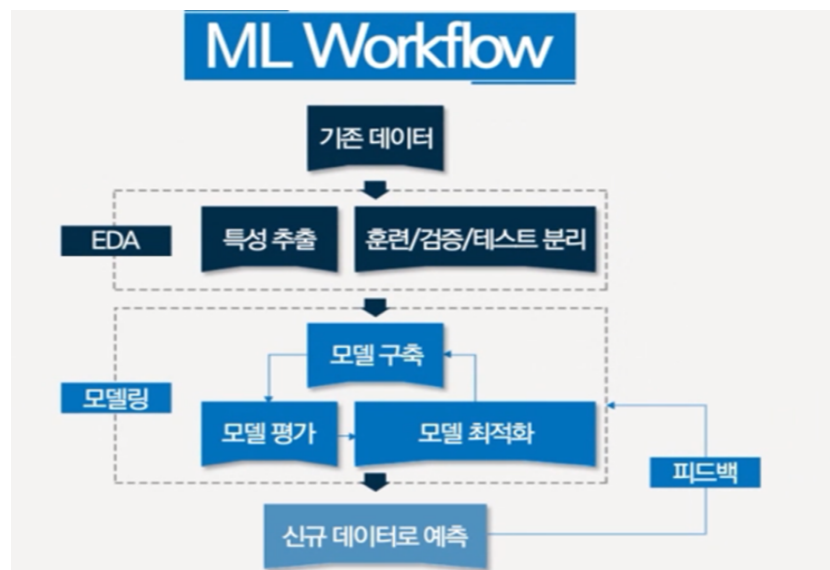 ML Workflow
기존 데이터
EDA
특성 추출
훈련/검증/테스트 분리
모델 구축
모델링
모델 평가
모델 최적화
피드백
신규 데이터로 예측